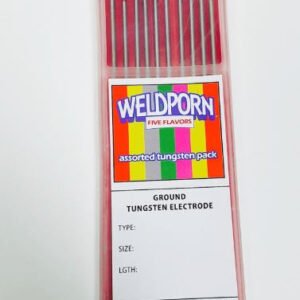 WELDPORN
FIVE FLAVORS
assorted tungsten pack
GROUND
TUNGSTEN ELECTRODE
TYPE:
SIZE:
LGTH: